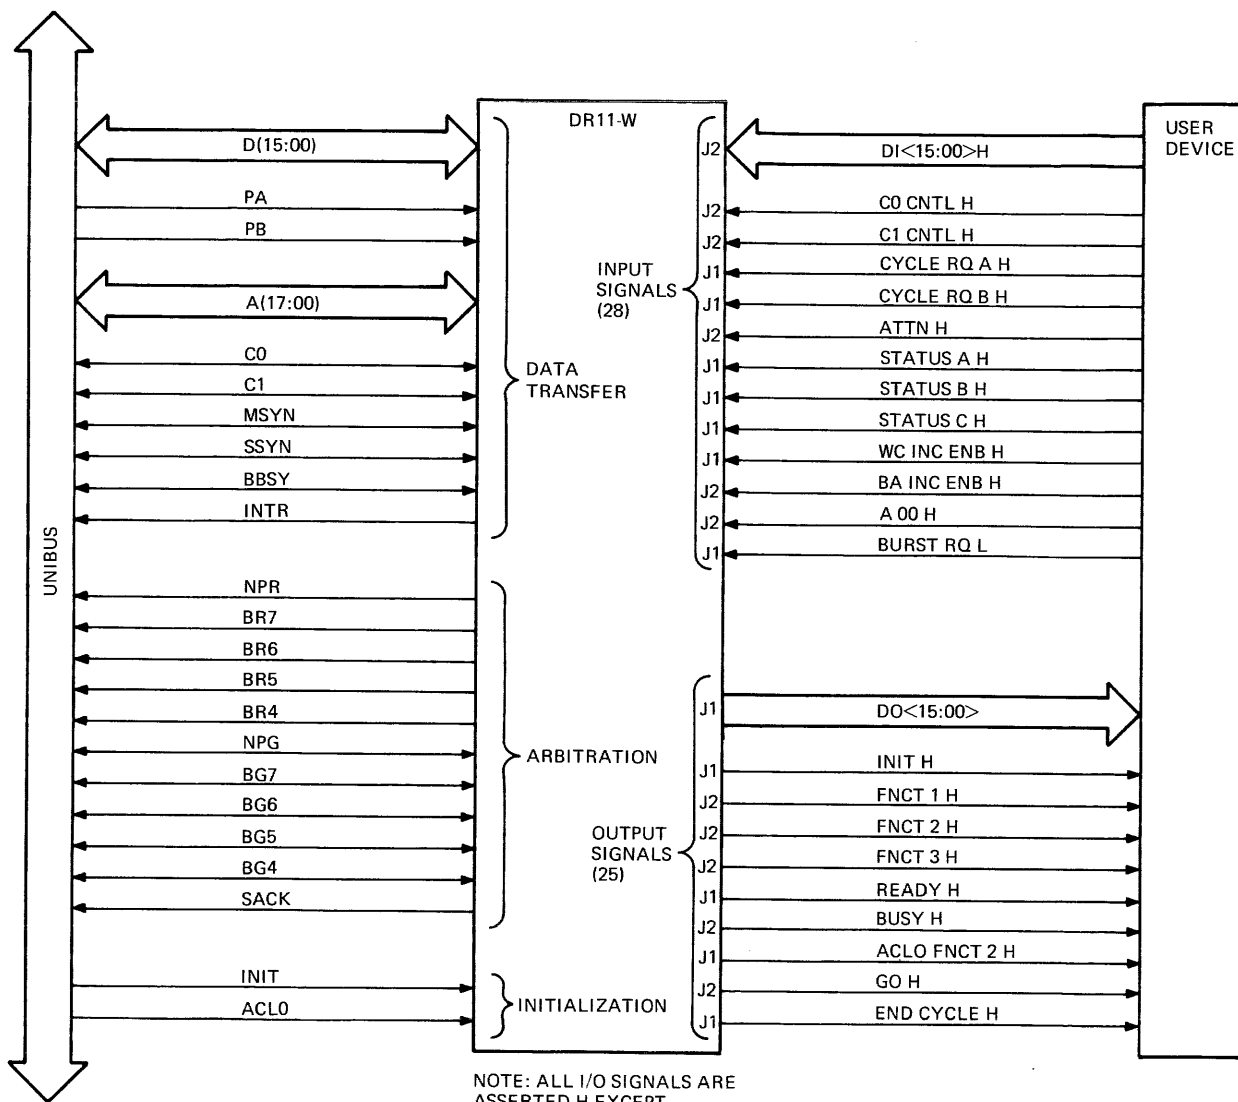 UNIBUS
D(15:00)
PA
PB
A(17:00)
C0
C1
MSYN
SSYN
BBSY
INTR
NPR
BR7
BR6
BR5
BR4
NPG
BG7
BG6
BG5
BG4
SACK
INIT
ACL0
DR11-W
DATA
TRANSFER
ARBITRATION
INITIALIZATION
INPUT
SIGNALS
(28)
OUTPUT
SIGNALS
(25)
J2 DI<15:00>H
J2 C0 CNTL H
J2 C1 CNTL H
J1 CYCLE RQ A H
J1 CYCLE RQ B H
J2 ATTN H
J1 STATUS A H
J1 STATUS B H
J1 STATUS C H
J1 WC INC ENB H
J2 BA INC ENB H
J2 A 00 H
J1 BURST RQ L
J1 DO<15:00>
J1 INIT H
J2 FNCT 1 H
J2 FNCT 2 H
J2 FNCT 3 H
J1 READY H
J2 BUSY H
J1 ACLO FNCT 2 H
J2 GO H
J1 END CYCLE H
USER
DEVICE
NOTE: ALL I/O SIGNALS ARE
ASSERTED H EXCEPT